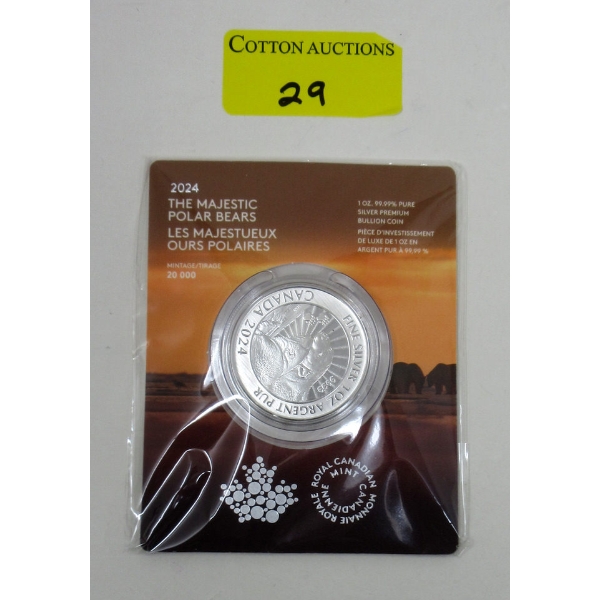 COTTON AUCTIONS
29
2024
THE MAJESTIC
POLAR BEARS
LES MAJESTUEUX
OURS POLAIRES
MINTAGE/TIRAGE
20 000
1 OZ. 99.99% PURE
SILVER PREMIUM
BULLION COIN
PIÈCE D'INVESTISSEMENT
DE LUXE DE 1 OZ EN
ARGENT PUR À 99,99 %
CANADA 2024
FINE SILVER 1 OZ ARGENT PUR
9999
ROYAL CANADIAN MINT
MONNAIE ROYALE CANADIENNE